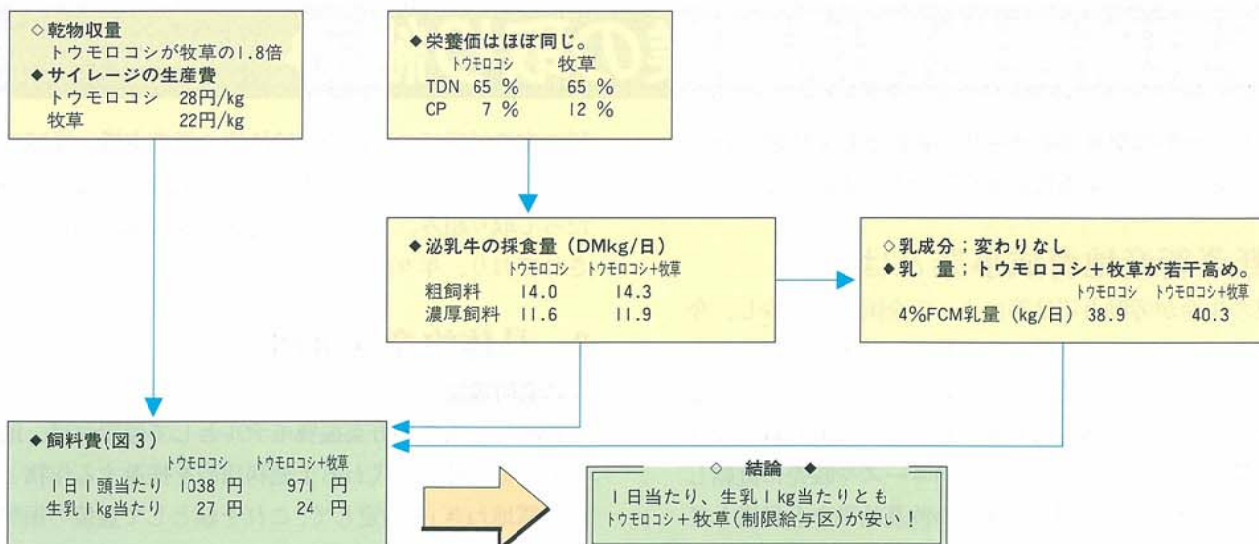 ◇乾物収量
トウモロコシが牧草の1.8倍
◆サイレージの生産費
トウモロコシ 28円/kg
牧草 22円/kg
◆栄養価はほぼ同じ。
トウモロコシ 牧草
TDN 65 % 65 %
CP 7 % 12 %
◆泌乳牛の採食量（DMkg/日）
トウモロコシ トウモロコシ+牧草
粗飼料 14.0 14.3
濃厚飼料 11.6 11.9
◇乳成分；変わりなし
◆乳 量；トウモロコシ+牧草が若干高め。
トウモロコシ トウモロコシ+牧草
4%FCM乳量（kg/日）38.9 40.3
◆飼料費(図3)
トウモロコシ トウモロコシ+牧草
1日1頭当たり 1038 円 971 円
生乳1kg当たり 27 円 24 円
◇ 結論 ◆
1日当たり、生乳1kg当たりとも
トウモロコシ+牧草(制限給与区)が安い！